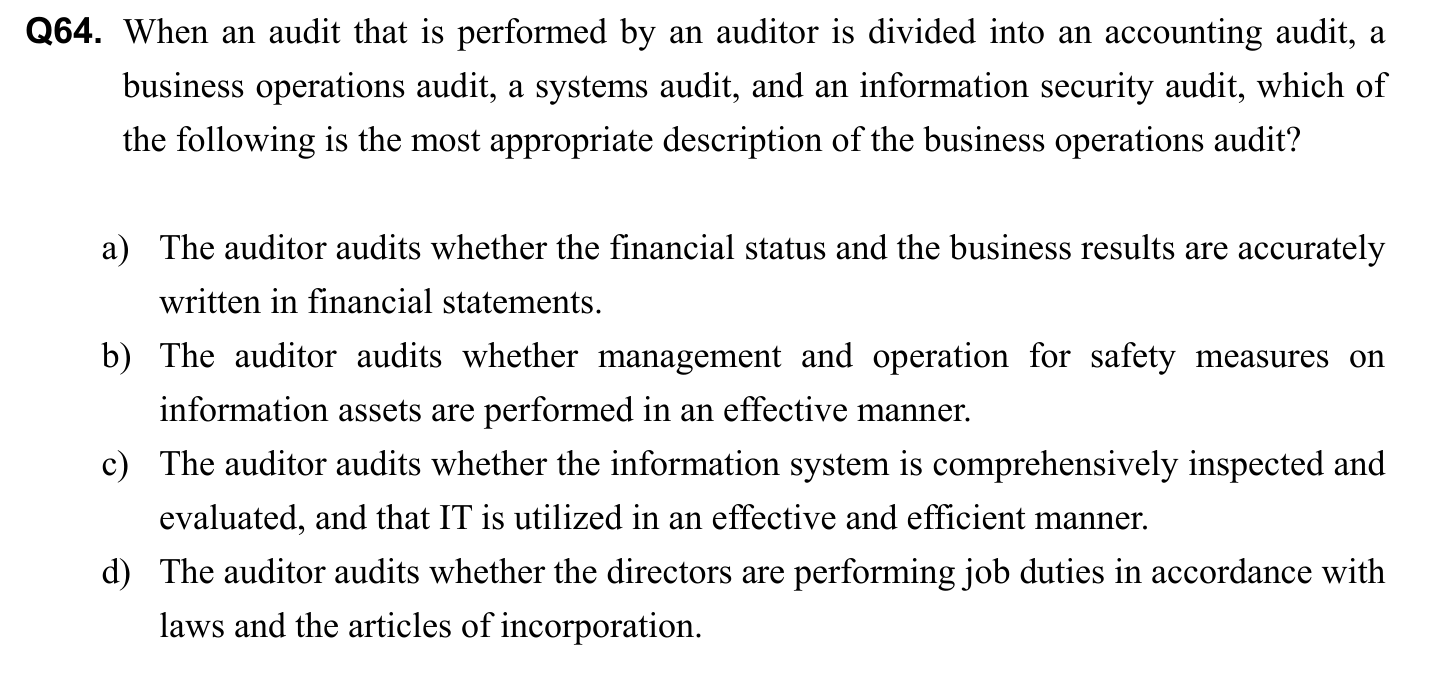 Q64. When an audit that is performed by an auditor is divided into an accounting audit, a
business operations audit, a systems audit, and an information security audit, which of
the following is the most appropriate description of the business operations audit?
a) The auditor audits whether the financial status and the business results are accurately
written in financial statements.
b) The auditor audits whether management and operation for safety measures on
information assets are performed in an effective manner.
c) The auditor audits whether the information system is comprehensively inspected and
evaluated, and that IT is utilized in an effective and efficient manner.
d) The auditor audits whether the directors are performing job duties in accordance with
laws and the articles of incorporation.